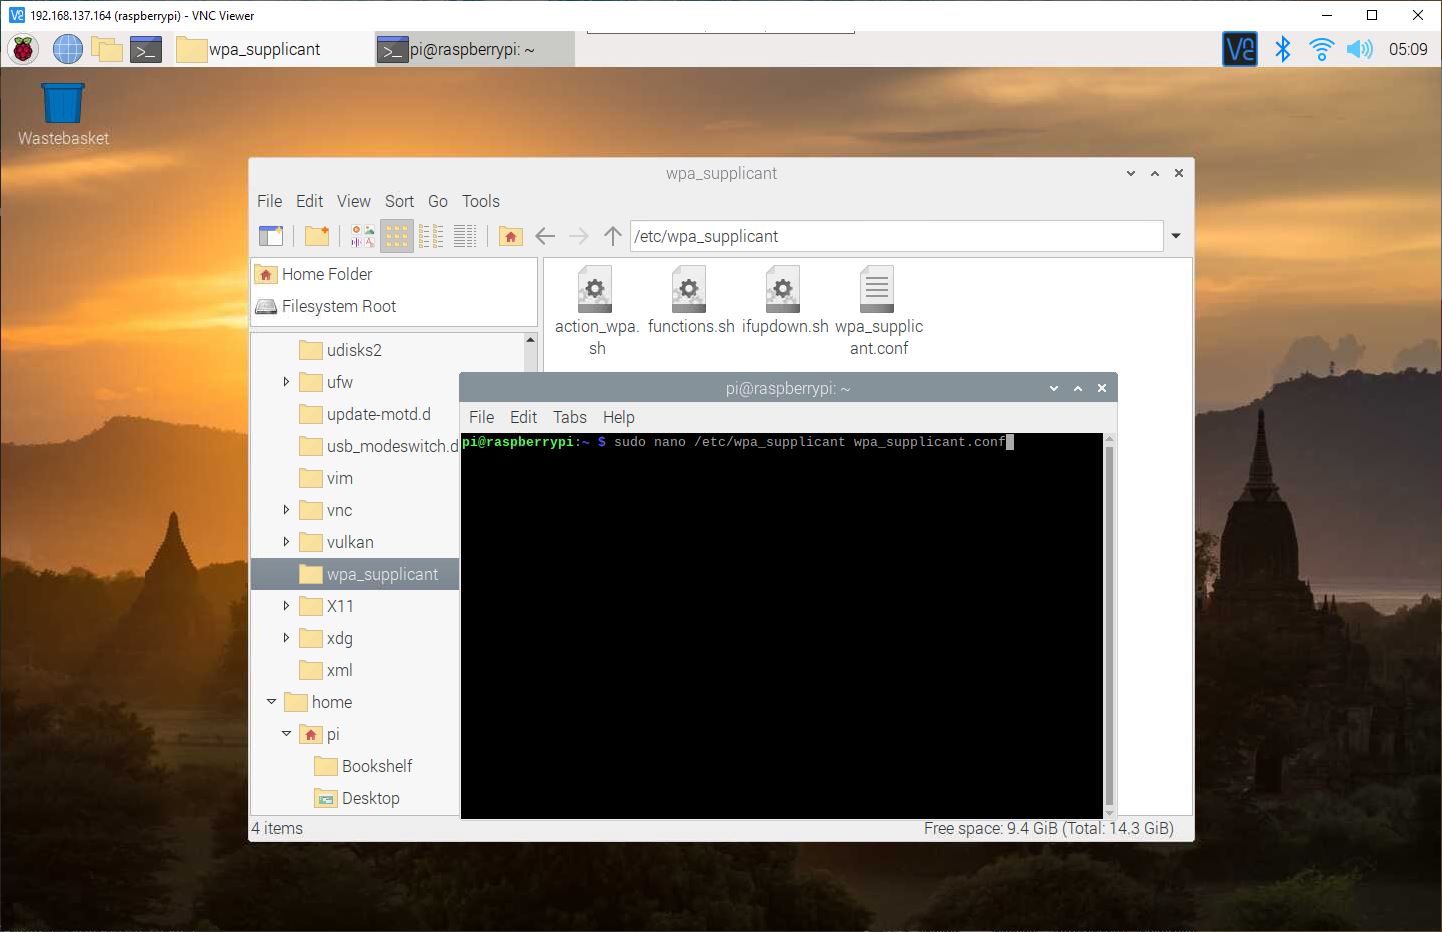 192.168.137.164 (raspberrypi) - VNC Viewer
wpa_supplicant
pi@raspberrypi: ~
05:09
Wastebasket
wpa_supplicant
File Edit View Sort Go Tools
/etc/wpa_supplicant
Home Folder
Filesystem Root
udisks2
ufw
update-motd.d
usb_modeswitch.d
vim
vnc
vulkan
wpa_supplicant
X11
xdg
xml
home
pi
Bookshelf
Desktop
action_wpa.
sh
functions.sh
ifupdown.sh
wpa_supplic
ant.conf
pi@raspberrypi: ~
File Edit Tabs Help
pi@raspberrypi:~ $ sudo nano /etc/wpa_supplicant wpa_supplicant.conf
4 items
Free space: 9.4 GiB (Total: 14.3 GiB)